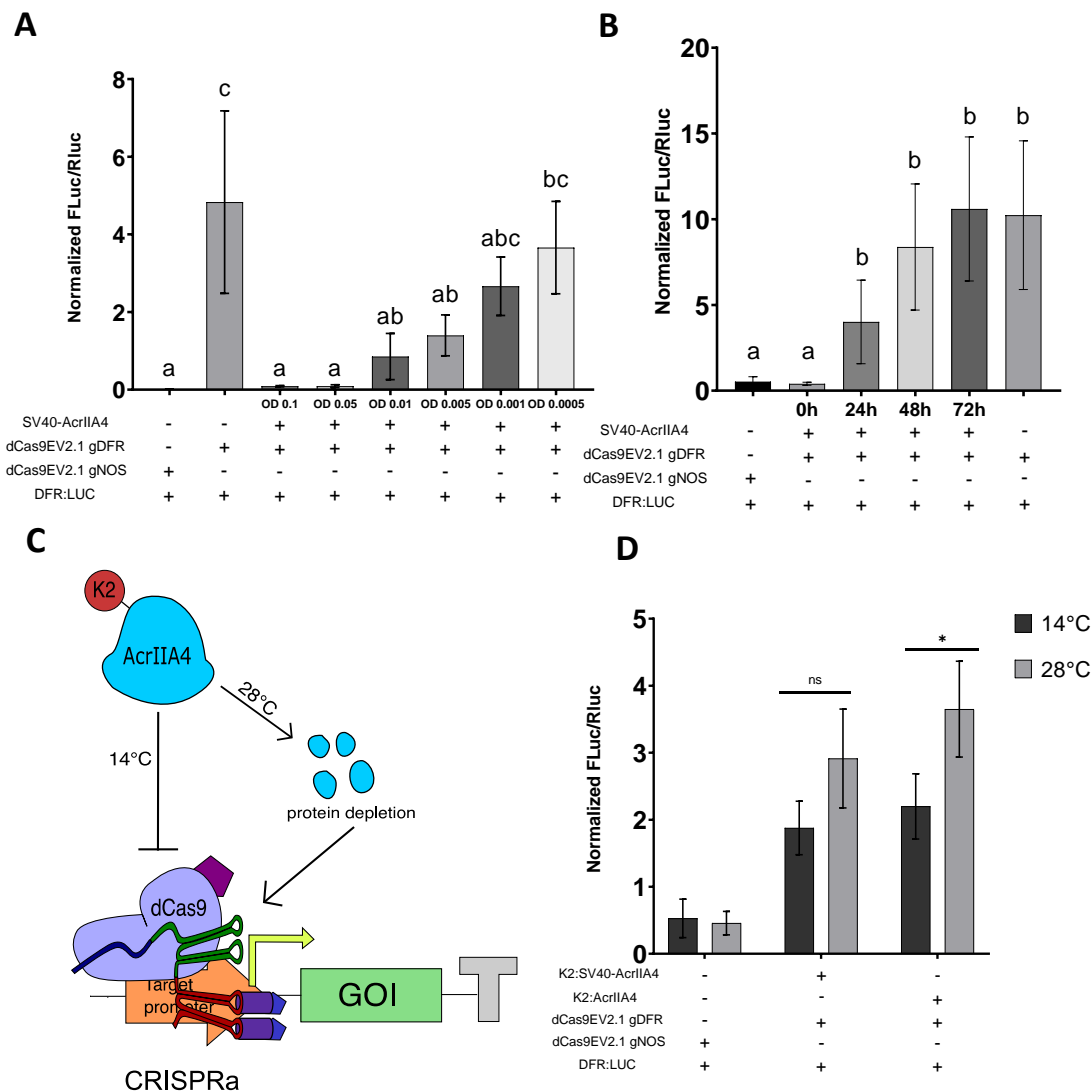 A
Normalized FLuc/Rluc
8
6
4
2
0
a
c
a
a
ab
ab
abc
bc
OD 0.1 OD 0.05 OD 0.01 OD 0.005 OD 0.001 OD 0.0005
SV40-AcrIIA4 - - + + + + + +
dCas9EV2.1 gDFR - + + + + + + +
dCas9EV2.1 gNOS + - - - - - - -
DFR:LUC + + + + + + + +
B
Normalized FLuc/Rluc
20
15
10
5
0
a
a
b
b
b
b
0h 24h 48h 72h
SV40-AcrIIA4 - + + + + -
dCas9EV2.1 gDFR - + + + + +
dCas9EV2.1 gNOS + - - - - -
DFR:LUC + + + + + +
C
K2
AcrIIA4
28°C
14°C
protein depletion
dCas9
Target
promoter
GOI
T
CRISPRa
D
Normalized FLuc/Rluc
5
4
3
2
1
0
ns
*
14°C
28°C
K2:SV40-AcrIIA4 - + -
K2:AcrIIA4 - - +
dCas9EV2.1 gDFR - + +
dCas9EV2.1 gNOS + - -
DFR:LUC + + +